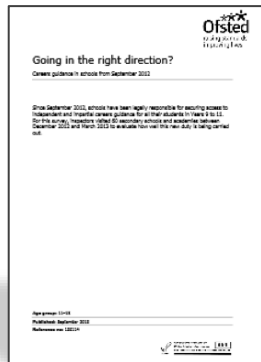 Ofsted
raising standards
improving lives
Going in the right direction?
Careers guidance in schools from September 2012
Since September 2012, schools have been legally responsible for securing access to
independent and impartial careers guidance for all their students in Years 9 to 11.
For this survey, inspectors visited 60 secondary schools and academies between
December 2012 and March 2013 to evaluate how well this new duty is being carried
out.
Age group: 11–18
Published: September 2013
Reference no: 130114